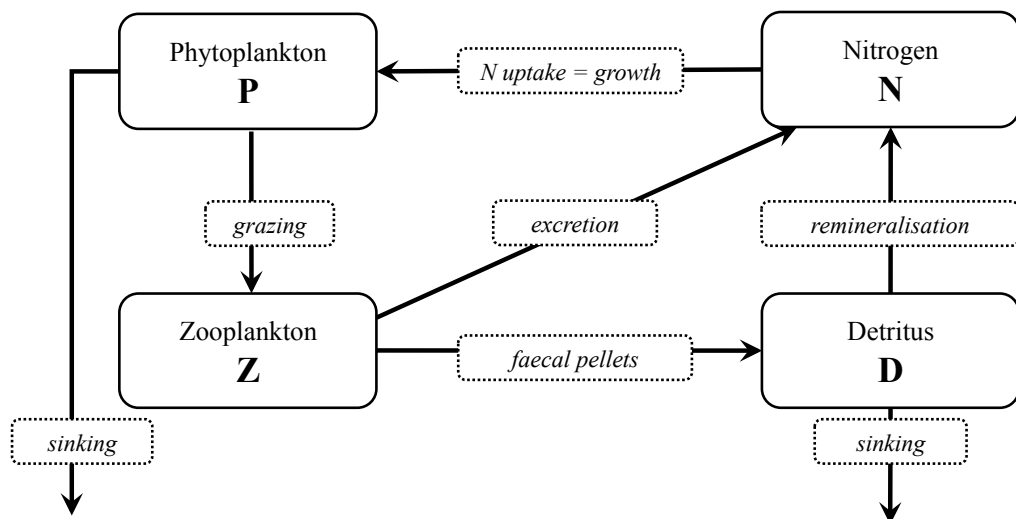 Phytoplankton
P
N uptake = growth
Nitrogen
N
grazing
excretion
remineralisation
Zooplankton
Z
faecal pellets
Detritus
D
sinking
sinking